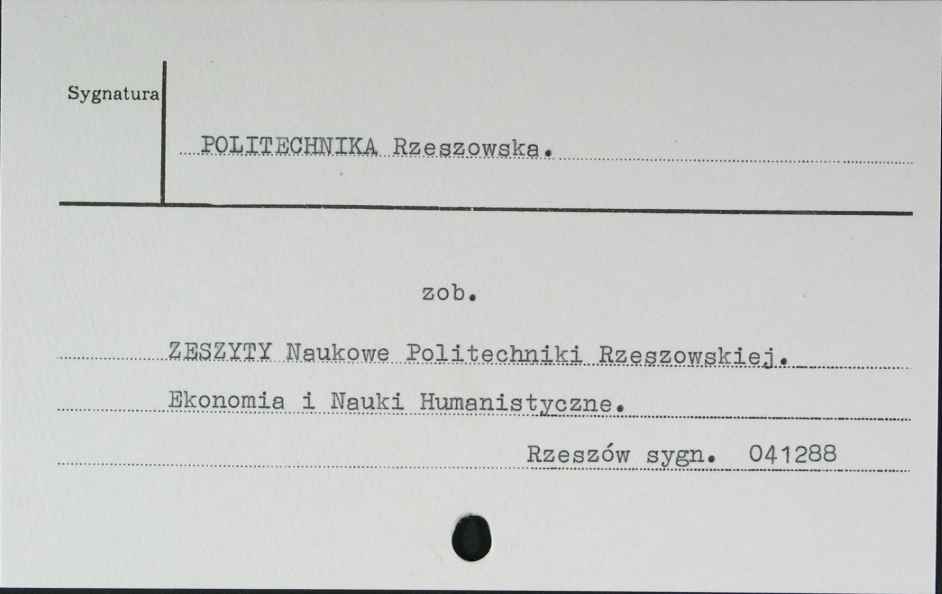 Sygnatura
POLITECHNIKA Rzeszowska.
zob.
ZESZYTY Naukowe Politechniki Rzeszowskiej.
Ekonomia i Nauki Humanistyczne.
Rzeszów sygn. 041288